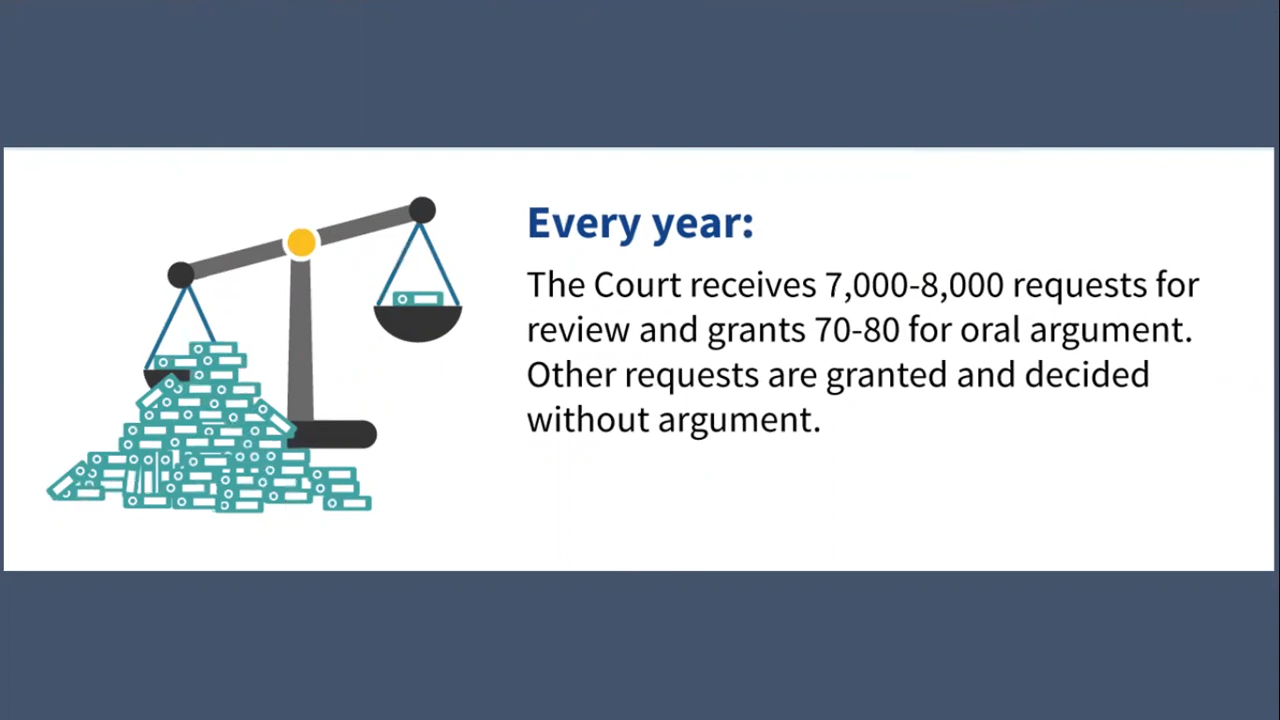 Every year:
The Court receives 7,000-8,000 requests for
review and grants 70-80 for oral argument.
Other requests are granted and decided
without argument.